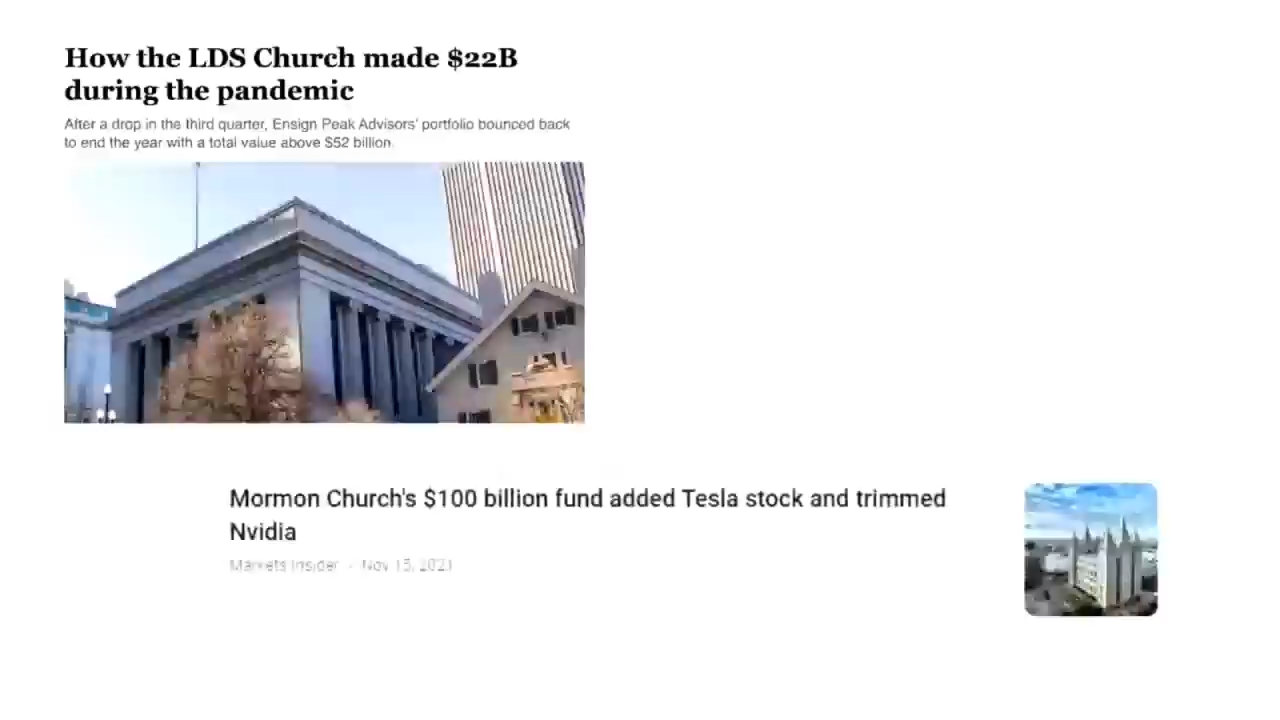 How the LDS Church made $22B
during the pandemic
After a drop in the third quarter, Ensign Peak Advisors' portfolio bounced back
to end the year with a total value above $52 billion.
Mormon Church's $100 billion fund added Tesla stock and trimmed
Nvidia
Markets Insider - Nov 15, 2021